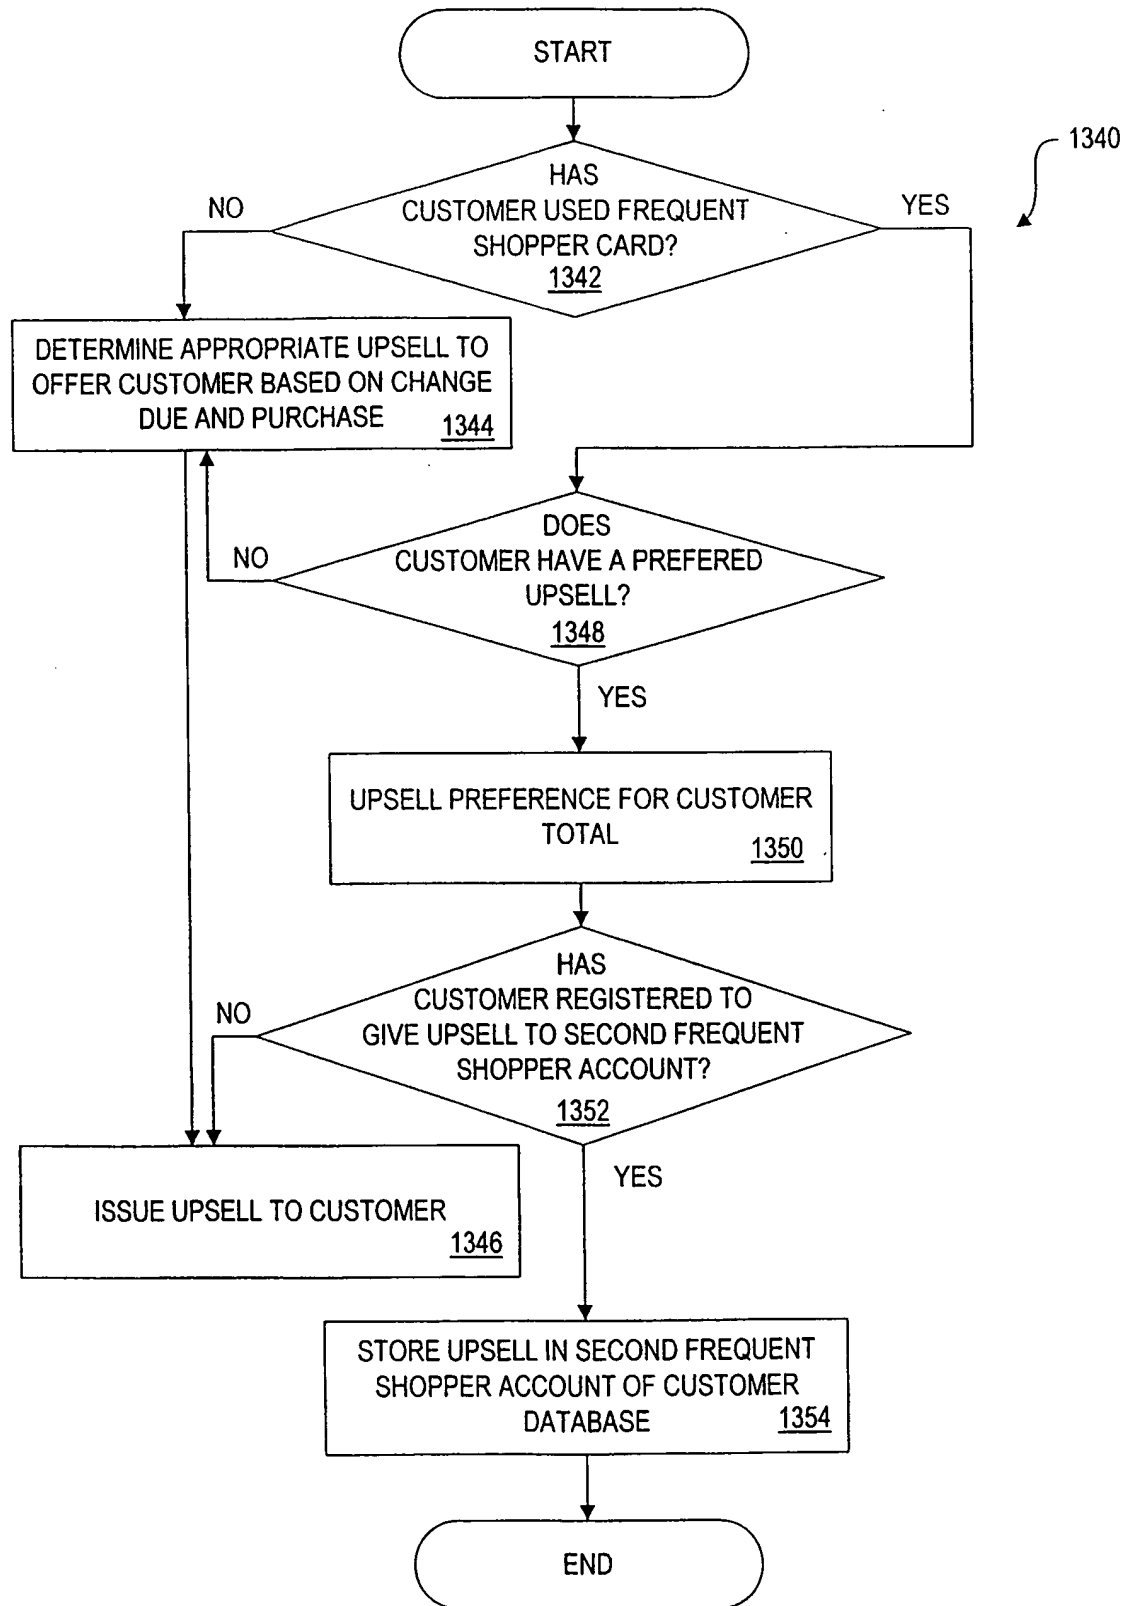 START
1340
HAS
CUSTOMER USED FREQUENT
SHOPPER CARD?
1342
NO
YES
DETERMINE APPROPRIATE UPSELL TO
OFFER CUSTOMER BASED ON CHANGE
DUE AND PURCHASE
1344
DOES
CUSTOMER HAVE A PREFERED
UPSELL?
1348
NO
YES
UPSELL PREFERENCE FOR CUSTOMER
TOTAL
1350
HAS
CUSTOMER REGISTERED TO
GIVE UPSELL TO SECOND FREQUENT
SHOPPER ACCOUNT?
1352
NO
YES
ISSUE UPSELL TO CUSTOMER
1346
STORE UPSELL IN SECOND FREQUENT
SHOPPER ACCOUNT OF CUSTOMER
DATABASE
1354
END